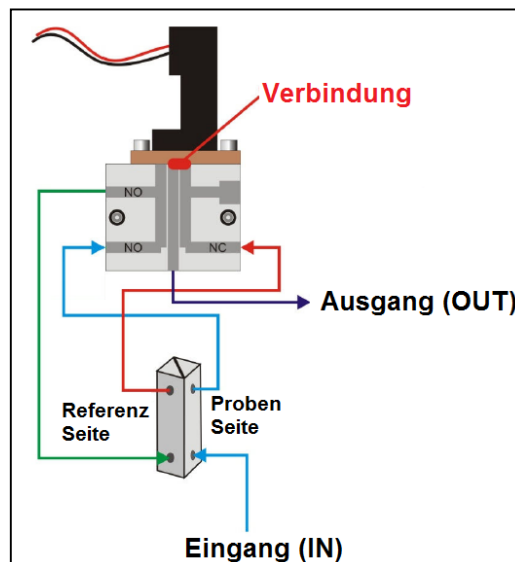 Verbindung
NO
NO
NC
Ausgang (OUT)
Referenz
Seite
Proben
Seite
Eingang (IN)